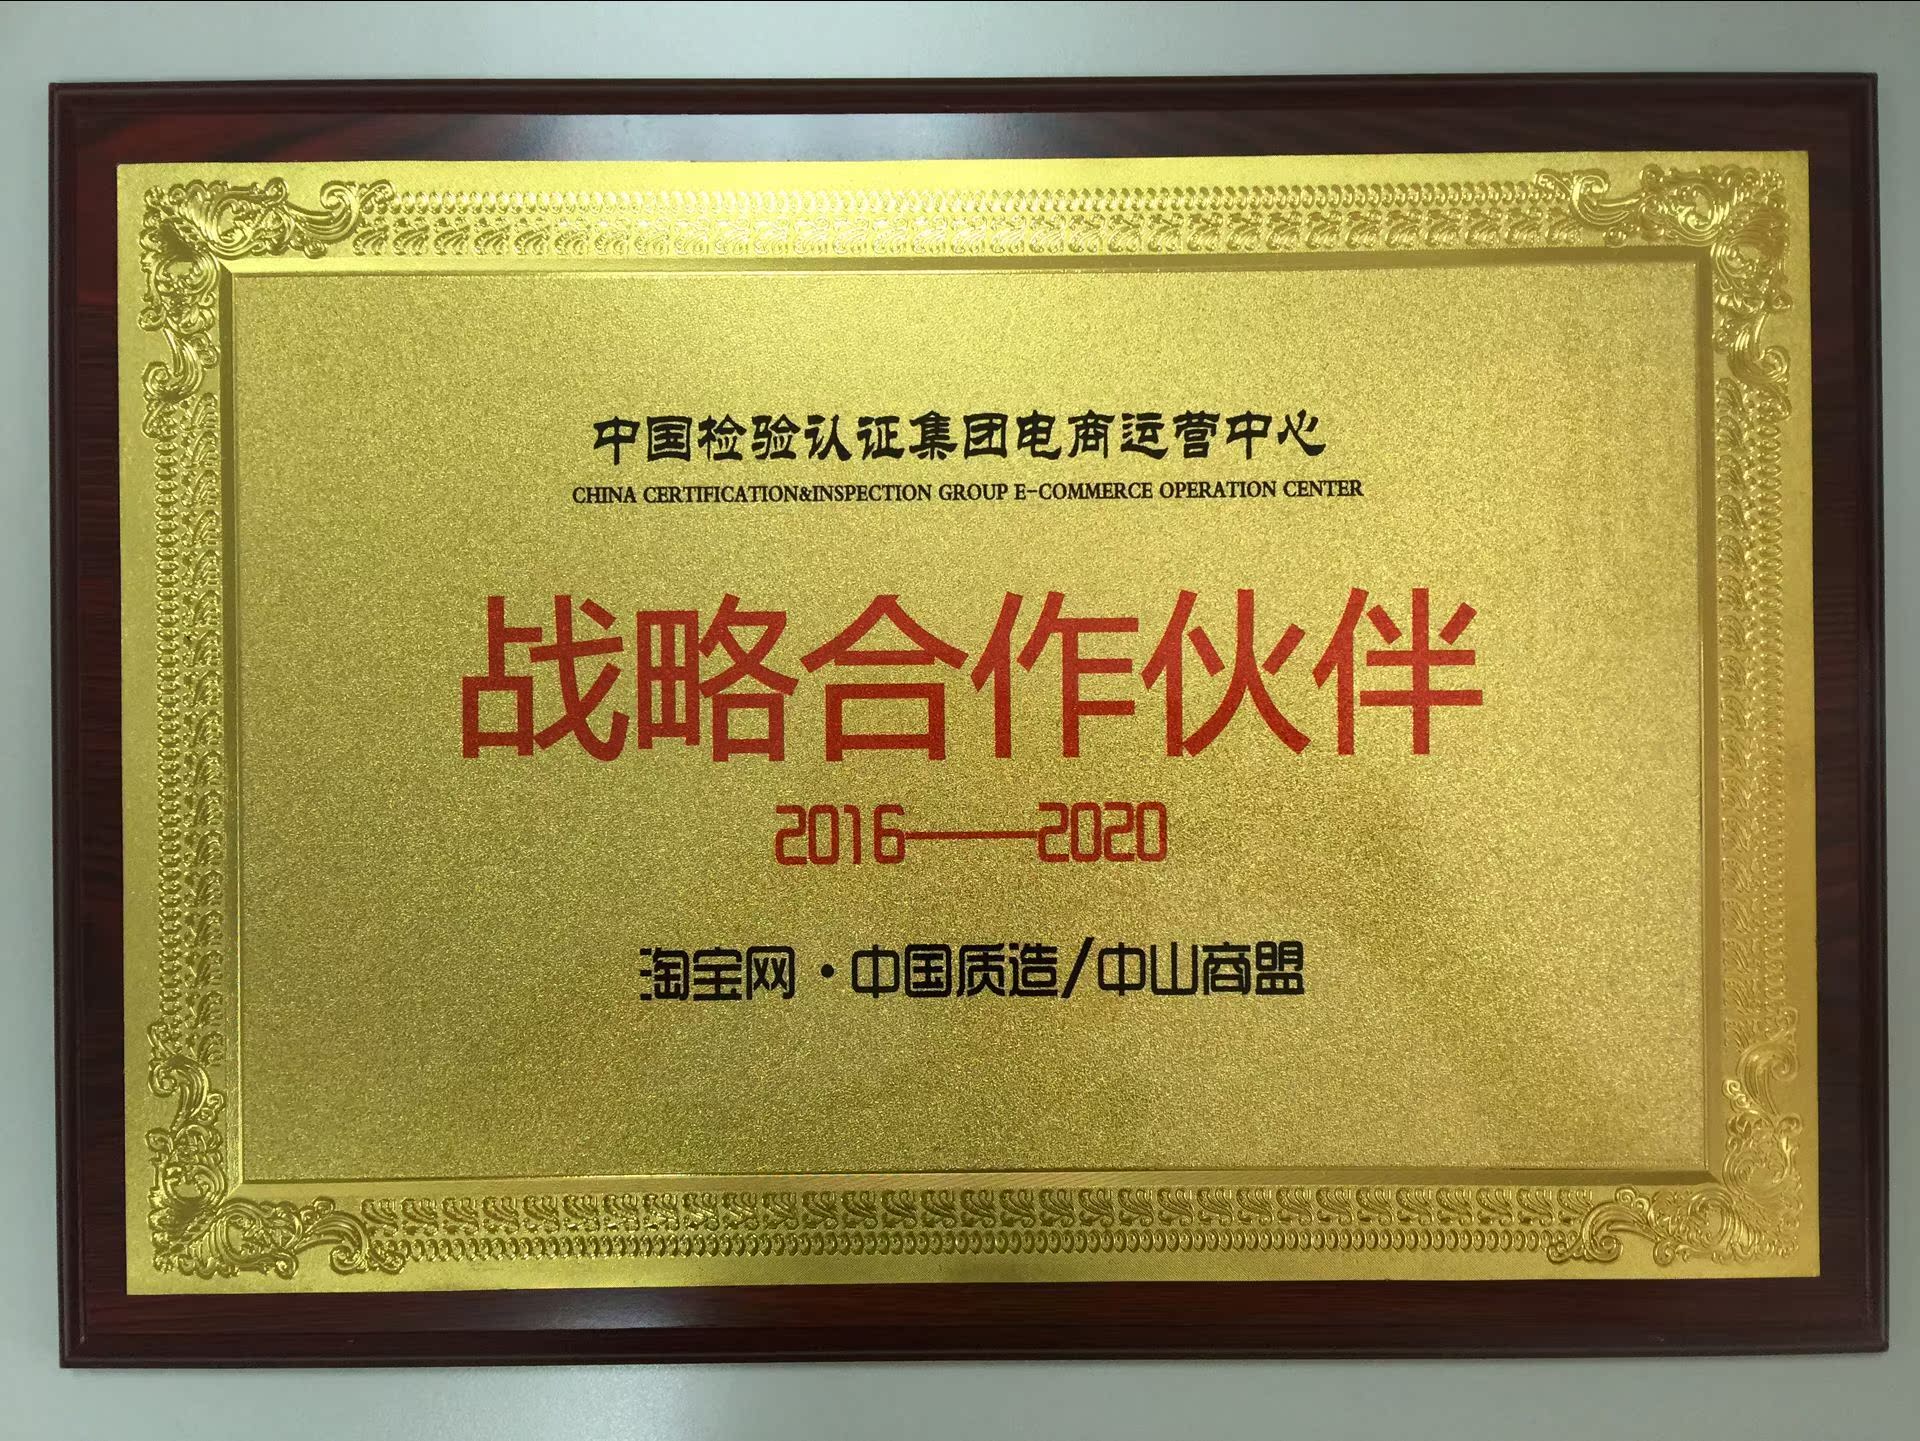 中国检验认证集团电商运营中心
CHINA CERTIFICATION&INSPECTION GROUP E-COMMERCE OPERATION CENTER
战略合作伙伴
2016——2020
淘宝网·中国质造/中山商盟